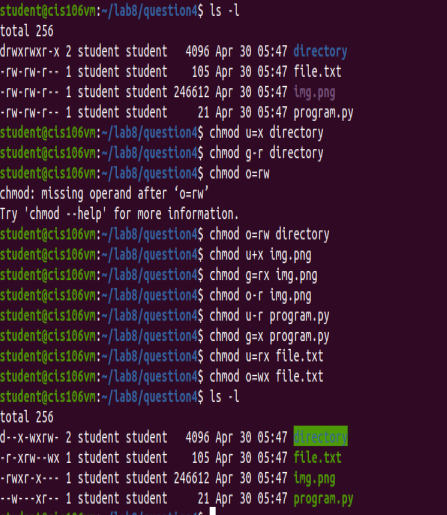 student@cis106vm:~/lab8/question4$ ls -l
total 256
drwxrwxr-x 2 student student   4096 Apr 30 05:47 directory
-rw-rw-r-- 1 student student    105 Apr 30 05:47 file.txt
-rw-rw-r-- 1 student student 246612 Apr 30 05:47 img.png
-rw-rw-r-- 1 student student     21 Apr 30 05:47 program.py
student@cis106vm:~/lab8/question4$ chmod u=x directory
student@cis106vm:~/lab8/question4$ chmod g-r directory
student@cis106vm:~/lab8/question4$ chmod o=rw
chmod: missing operand after ‘o=rw’
Try 'chmod --help' for more information.
student@cis106vm:~/lab8/question4$ chmod o=rw directory
student@cis106vm:~/lab8/question4$ chmod u+x img.png
student@cis106vm:~/lab8/question4$ chmod g=rx img.png
student@cis106vm:~/lab8/question4$ chmod o-r img.png
student@cis106vm:~/lab8/question4$ chmod u-r program.py
student@cis106vm:~/lab8/question4$ chmod g=x program.py
student@cis106vm:~/lab8/question4$ chmod u=rx file.txt
student@cis106vm:~/lab8/question4$ chmod o=wx file.txt
student@cis106vm:~/lab8/question4$ ls -l
total 256
d--x-wxrw- 2 student student   4096 Apr 30 05:47 directory
-r-xrw--wx 1 student student    105 Apr 30 05:47 file.txt
-rwxr-x--- 1 student student 246612 Apr 30 05:47 img.png
--w---xr-- 1 student student     21 Apr 30 05:47 program.py
student@cis106vm:~/lab8/question4$